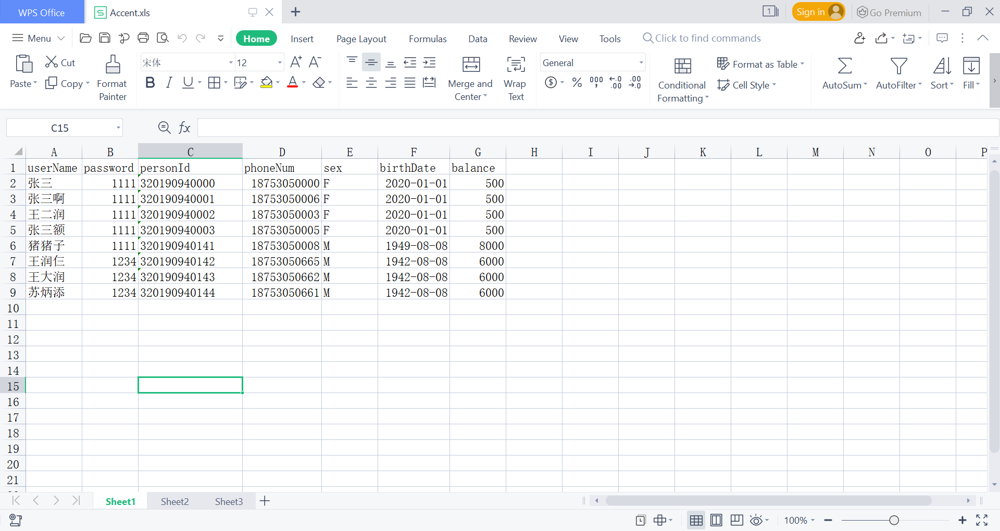 WPS Office Accent.xls 1 Sign in Go Premium
Menu Home Insert Page Layout Formulas Data Review View Tools Click to find commands
Paste Cut Copy Format Painter 宋体 12 A+ A- B I U A Merge and Center Wrap Text General Conditional Formatting Format as Table Cell Style AutoSum AutoFilter Sort Fill
C15 fx
A B C D E F G H I J K L M N O P
1 userName password personId phoneNum sex birthDate balance
2 张三 1111 320190940000 18753050000 F 2020-01-01 500
3 张三啊 1111 320190940001 18753050006 F 2020-01-01 500
4 王二润 1111 320190940002 18753050003 F 2020-01-01 500
5 张三额 1111 320190940003 18753050005 F 2020-01-01 500
6 猪猪子 1111 320190940141 18753050008 M 1949-08-08 8000
7 王润仨 1234 320190940142 18753050665 M 1942-08-08 6000
8 王大润 1234 320190940143 18753050662 M 1942-08-08 6000
9 苏炳添 1234 320190940144 18753050661 M 1942-08-08 6000
10
11
12
13
14
15
16
17
18
19
20
21
Sheet1 Sheet2 Sheet3
100%